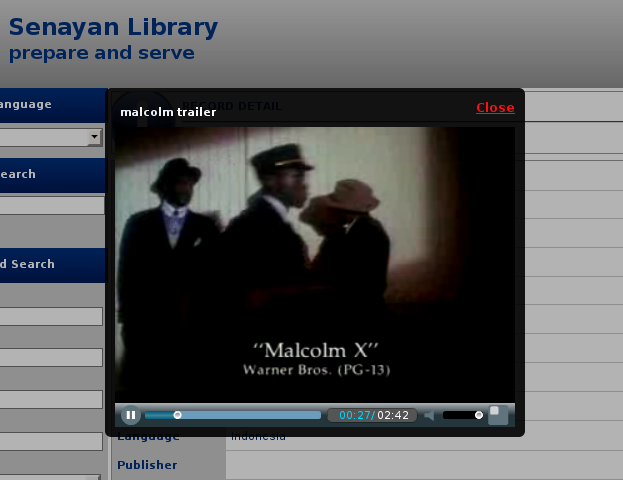 Senayan Library
prepare and serve
anguage
RECORD DETAIL
malcolm trailer
Close
earch
d Search
"Malcolm X"
Warner Bros. (PG-13)
00:27/02:42
Language
Indonesia
Publisher